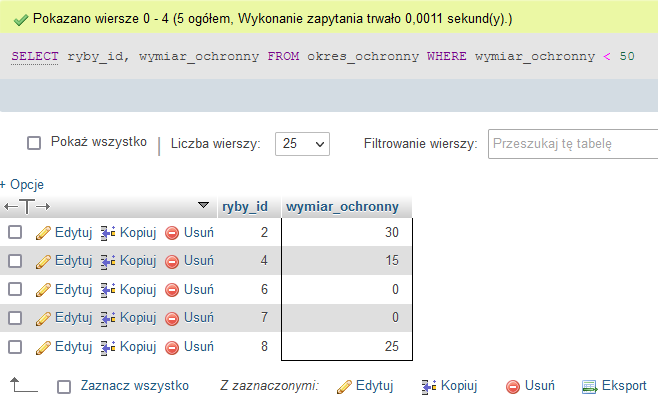 Pokazano wiersze 0 - 4 (5 ogółem, Wykonanie zapytania trwało 0,0011 sekund(y).)
SELECT ryby_id, wymiar_ochronny FROM okres_ochronny WHERE wymiar_ochronny < 50
Pokaż wszystko | Liczba wierszy: 25 Filtrowanie wierszy: Przeszukaj tę tabelę
+ Opcje
ryby_id wymiar_ochronny
Edytuj Kopiuj Usuń 2 30
Edytuj Kopiuj Usuń 4 15
Edytuj Kopiuj Usuń 6 0
Edytuj Kopiuj Usuń 7 0
Edytuj Kopiuj Usuń 8 25
Zaznacz wszystko Z zaznaczonymi: Edytuj Kopiuj Usuń Eksport